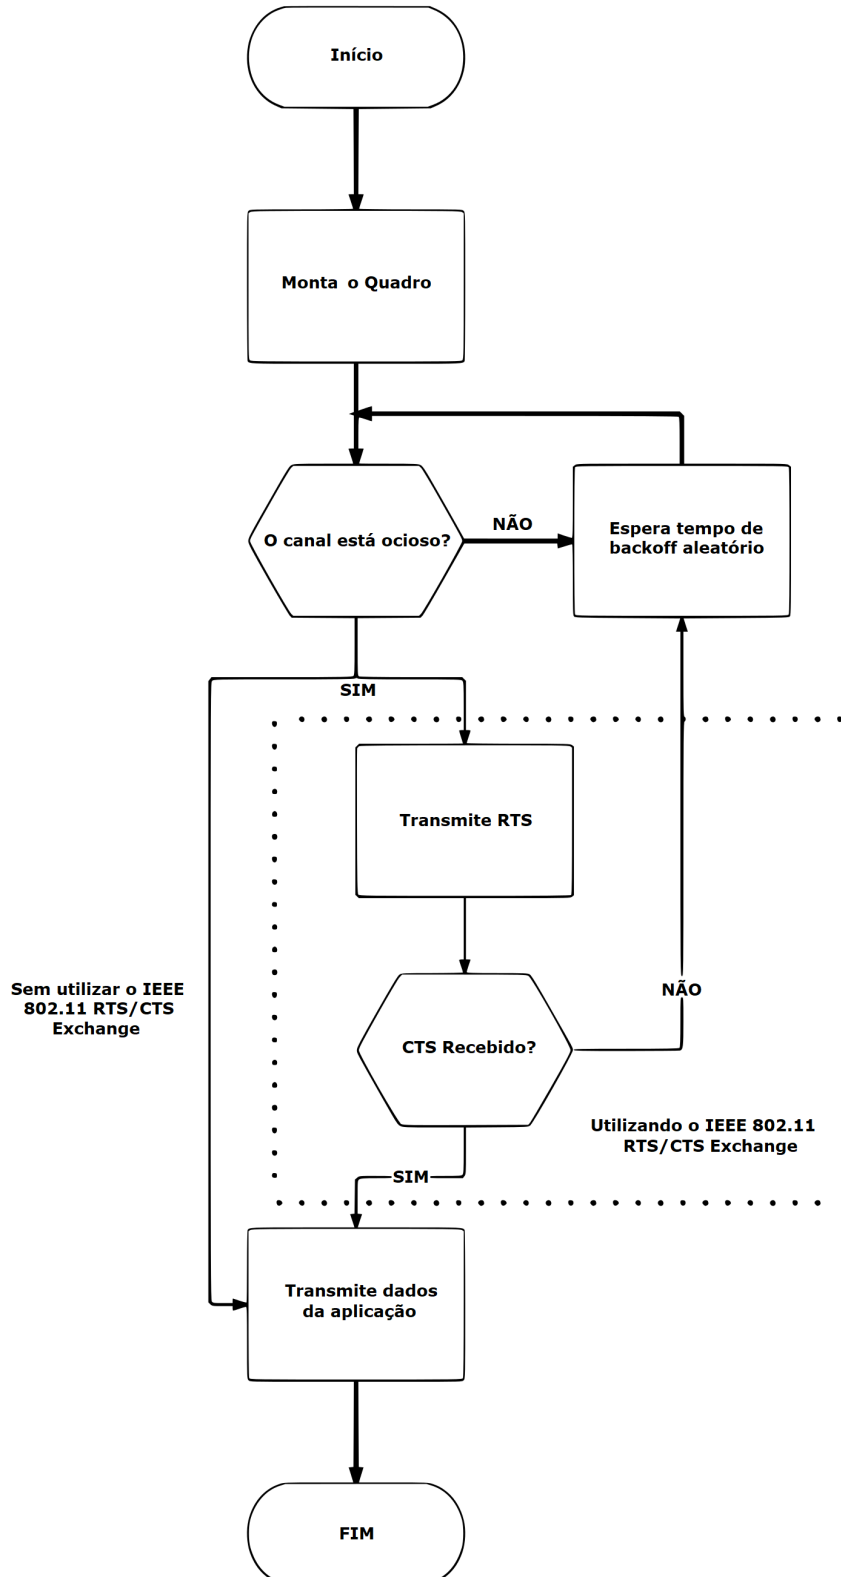 Início
Monta o Quadro
O canal está ocioso?
NÃO
Espera tempo de
backoff aleatório
SIM
Transmite RTS
Sem utilizar o IEEE
802.11 RTS/CTS
Exchange
NÃO
CTS Recebido?
Utilizando o IEEE 802.11
RTS/CTS Exchange
SIM
Transmite dados
da aplicação
FIM